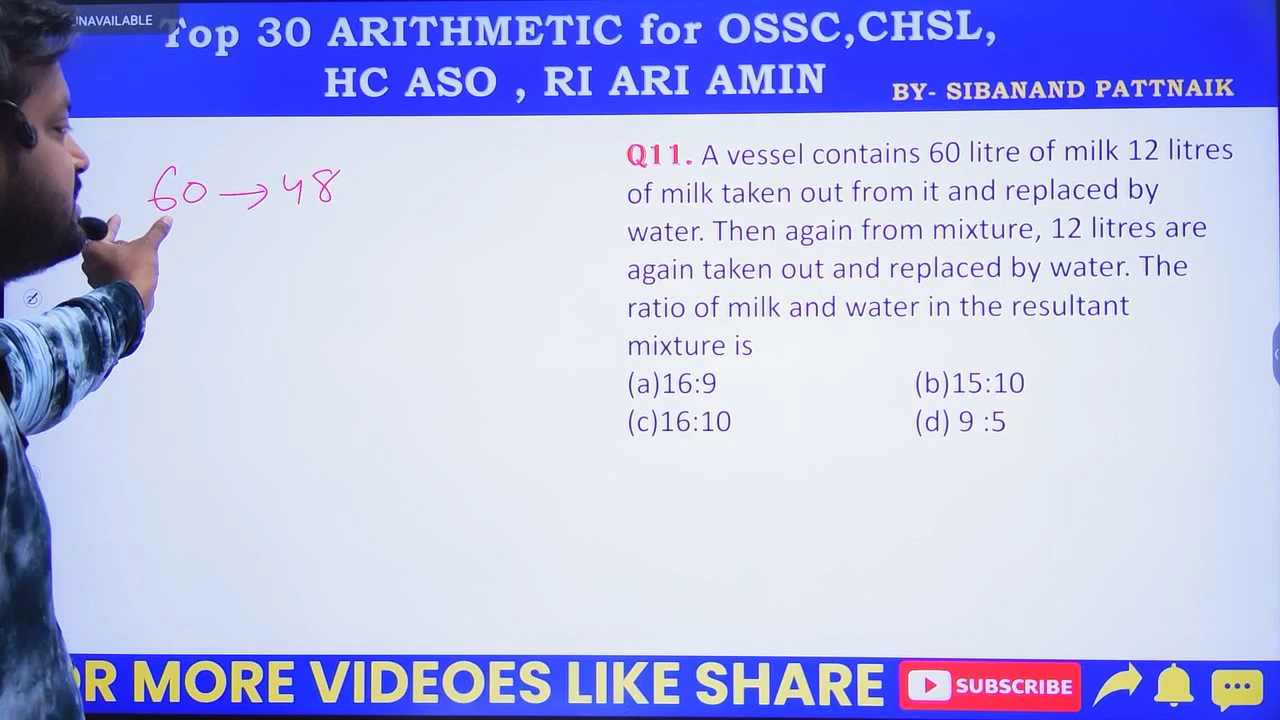 UNAVAILABLE
Top 30 ARITHMETIC for OSSC,CHSL,
HC ASO , RI ARI AMIN
BY- SIBANAND PATTNAIK
60 → 48
Q11. A vessel contains 60 litre of milk 12 litres
of milk taken out from it and replaced by
water. Then again from mixture, 12 litres are
again taken out and replaced by water. The
ratio of milk and water in the resultant
mixture is
(a)16:9 (b)15:10
(c)16:10 (d) 9 :5
OR MORE VIDEOES LIKE SHARE
SUBSCRIBE